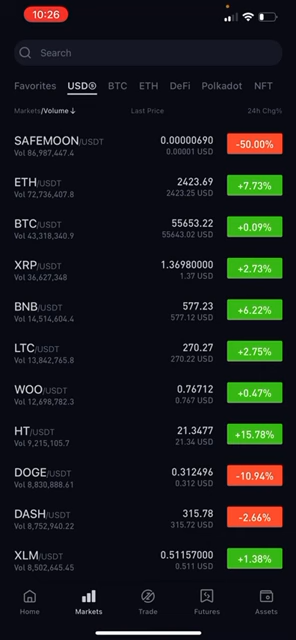 10:26
Search
Favorites USD$ BTC ETH DeFi Polkadot NFT
Markets/Volume ↓ Last Price 24h Chg%
SAFEMOON/USDT 0.00000690 -50.00%
Vol 86,987,447.4 0.00001 USD
ETH/USDT 2423.69 +7.73%
Vol 72,736,407.8 2423.25 USD
BTC/USDT 55653.22 +0.09%
Vol 43,318,340.9 55643.02 USD
XRP/USDT 1.36980000 +2.73%
Vol 36,627,348 1.37 USD
BNB/USDT 577.23 +6.22%
Vol 14,514,604.4 577.12 USD
LTC/USDT 270.27 +2.75%
Vol 13,842,765.8 270.22 USD
WOO/USDT 0.76712 +0.47%
Vol 12,698,782.3 0.767 USD
HT/USDT 21.3477 +15.78%
Vol 9,215,105.7 21.34 USD
DOGE/USDT 0.312496 -10.94%
Vol 8,830,888.61 0.312 USD
DASH/USDT 315.78 -2.66%
Vol 8,752,940.22 315.72 USD
XLM/USDT 0.51157000 +1.38%
Vol 8,502,645.45 0.511 USD
Home Markets Trade Futures Assets